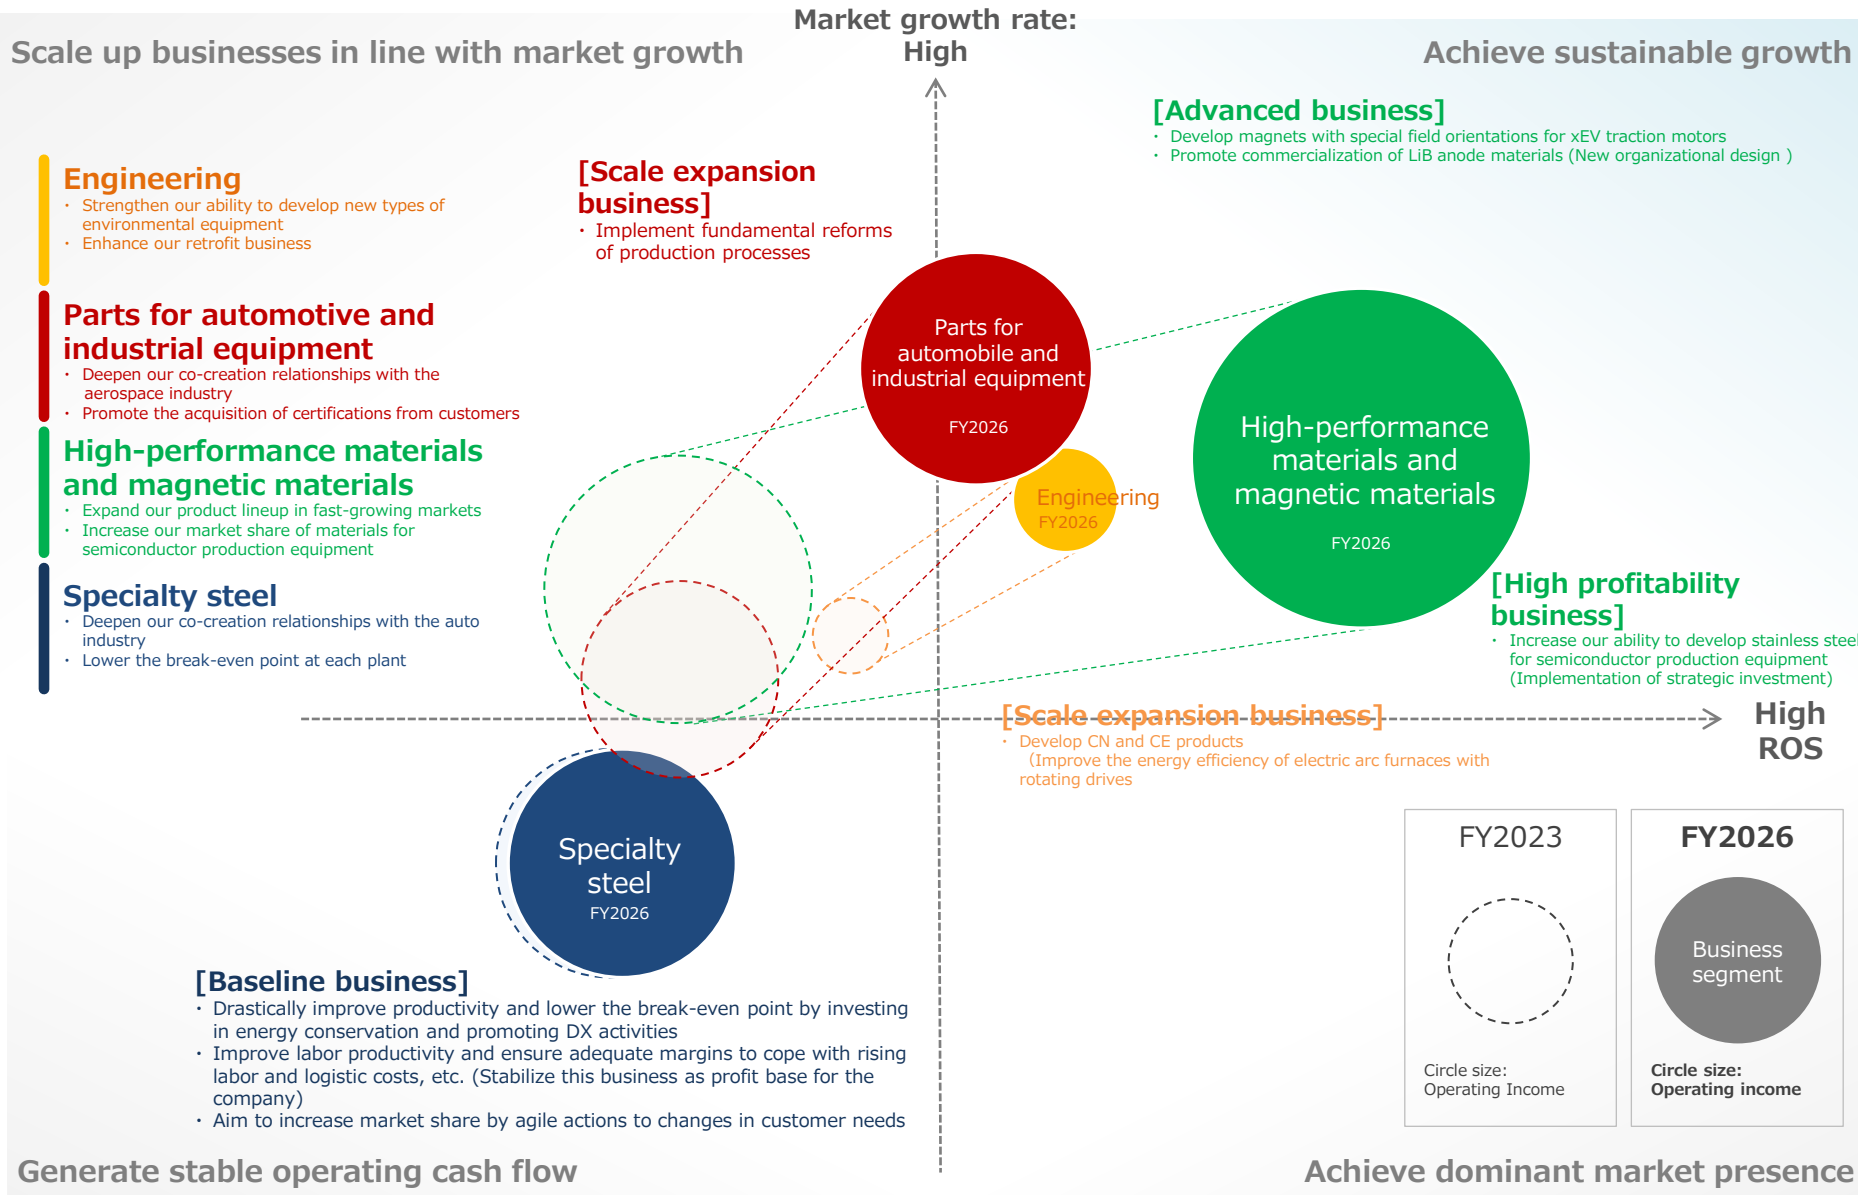 Market growth rate:
High
Scale up businesses in line with market growth
Achieve sustainable growth
[Advanced business]
・ Develop magnets with special field orientations for xEV traction motors
・ Promote commercialization of LiB anode materials (New organizational design )
Engineering
・ Strengthen our ability to develop new types of
environmental equipment
・ Enhance our retrofit business
[Scale expansion
business]
・ Implement fundamental reforms
of production processes
Parts for automotive and
industrial equipment
・ Deepen our co-creation relationships with the
aerospace industry
・ Promote the acquisition of certifications from customers
High-performance materials
and magnetic materials
・ Expand our product lineup in fast-growing markets
・ Increase our market share of materials for
semiconductor production equipment
Specialty steel
・ Deepen our co-creation relationships with the auto
industry
・ Lower the break-even point at each plant
Parts for
automobile and
industrial equipment
FY2026
Engineering
FY2026
High-performance
materials and
magnetic materials
FY2026
[High profitability
business]
・ Increase our ability to develop stainless steel
for semiconductor production equipment
(Implementation of strategic investment)
High
ROS
[Scale expansion business]
・ Develop CN and CE products
（Improve the energy efficiency of electric arc furnaces with
rotating drives
Specialty
steel
FY2026
[Baseline business]
・ Drastically improve productivity and lower the break-even point by investing
in energy conservation and promoting DX activities
・ Improve labor productivity and ensure adequate margins to cope with rising
labor and logistic costs, etc. (Stabilize this business as profit base for the
company)
・ Aim to increase market share by agile actions to changes in customer needs
FY2023
Circle size:
Operating Income
FY2026
Business
segment
Circle size:
Operating income
Generate stable operating cash flow
Achieve dominant market presence